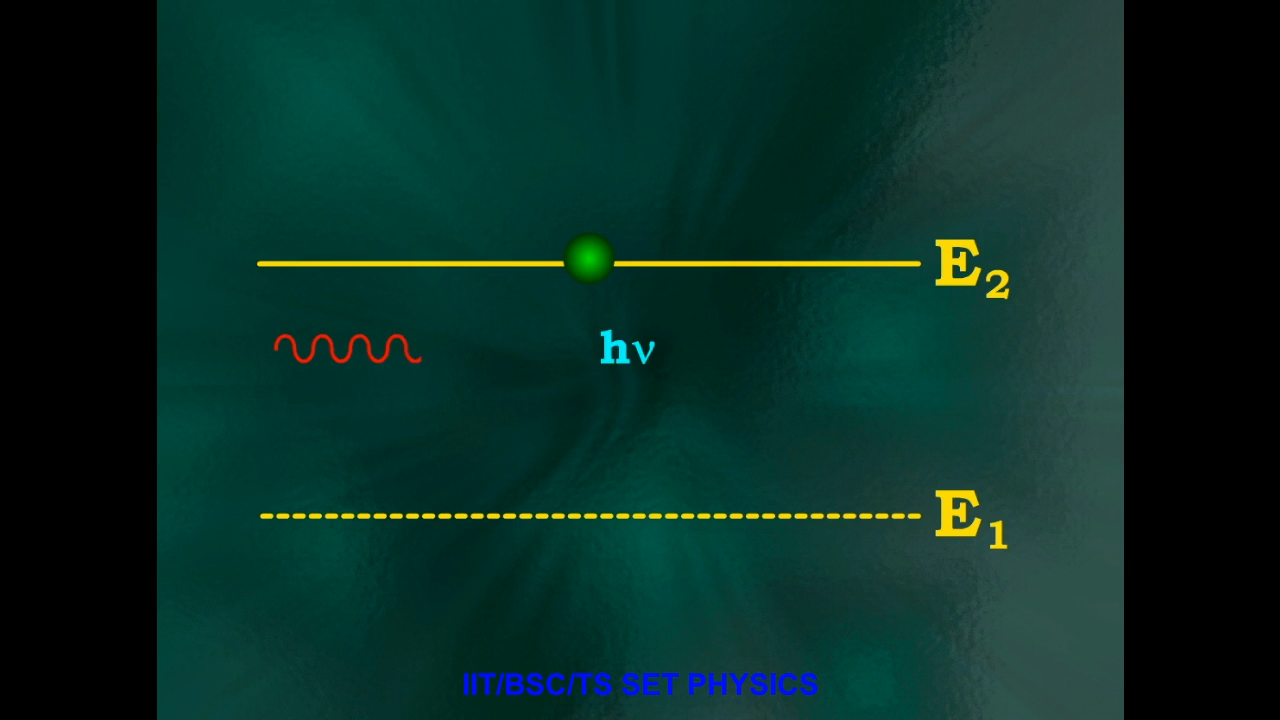 E₂
hν
E₁
IIT/BSC/TS SET PHYSICS